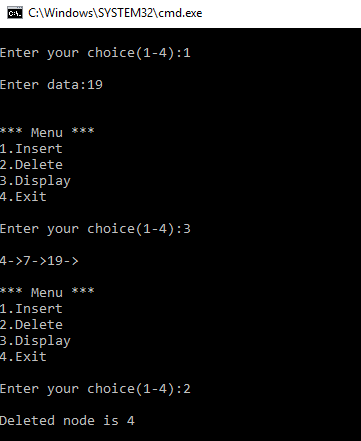 C:\Windows\SYSTEM32\cmd.exe
Enter your choice(1-4):1
Enter data:19
*** Menu ***
1.Insert
2.Delete
3.Display
4.Exit
Enter your choice(1-4):3
4->7->19->
*** Menu ***
1.Insert
2.Delete
3.Display
4.Exit
Enter your choice(1-4):2
Deleted node is 4